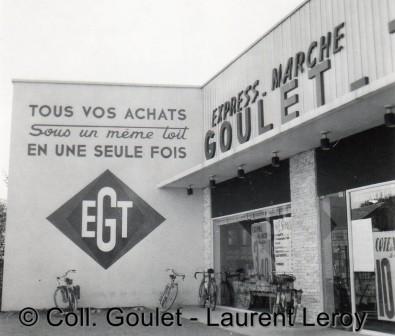 TOUS VOS ACHATS
Sous un même toit
EN UNE SEULE FOIS
EGT
EXPRESS-MARCHE
GOULET-
10
© Coll. Goulet - Laurent Leroy